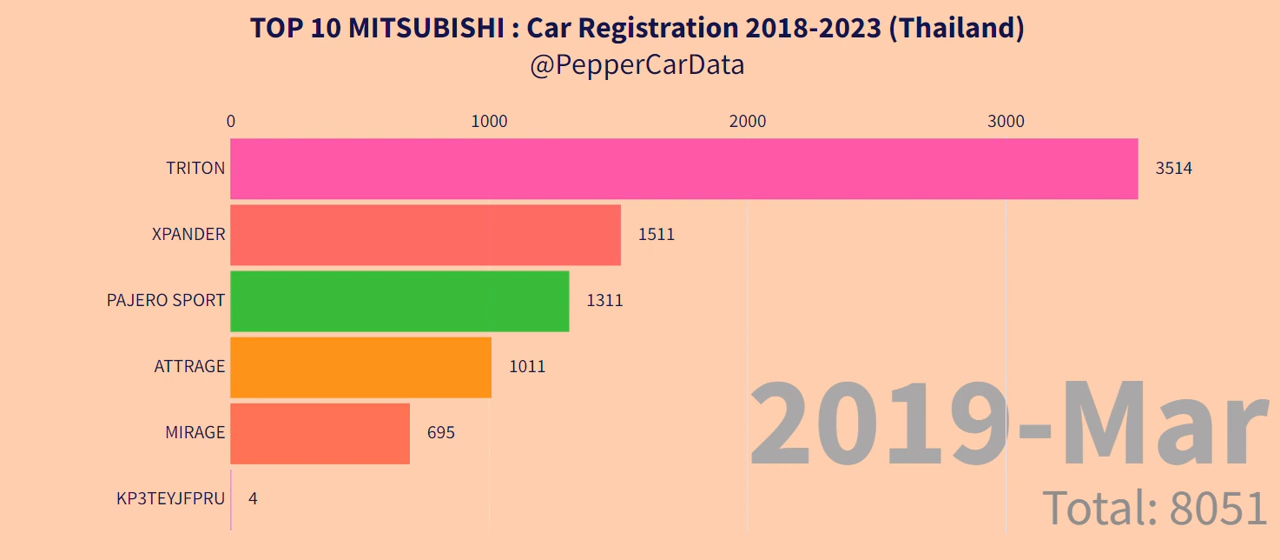 TOP 10 MITSUBISHI : Car Registration 2018-2023 (Thailand)
@PepperCarData
0 1000 2000 3000
TRITON 3514
XPANDER 1511
PAJERO SPORT 1311
ATTRAGE 1011
MIRAGE 695
2019-Mar
KP3TEYJFPRU 4
Total: 8051